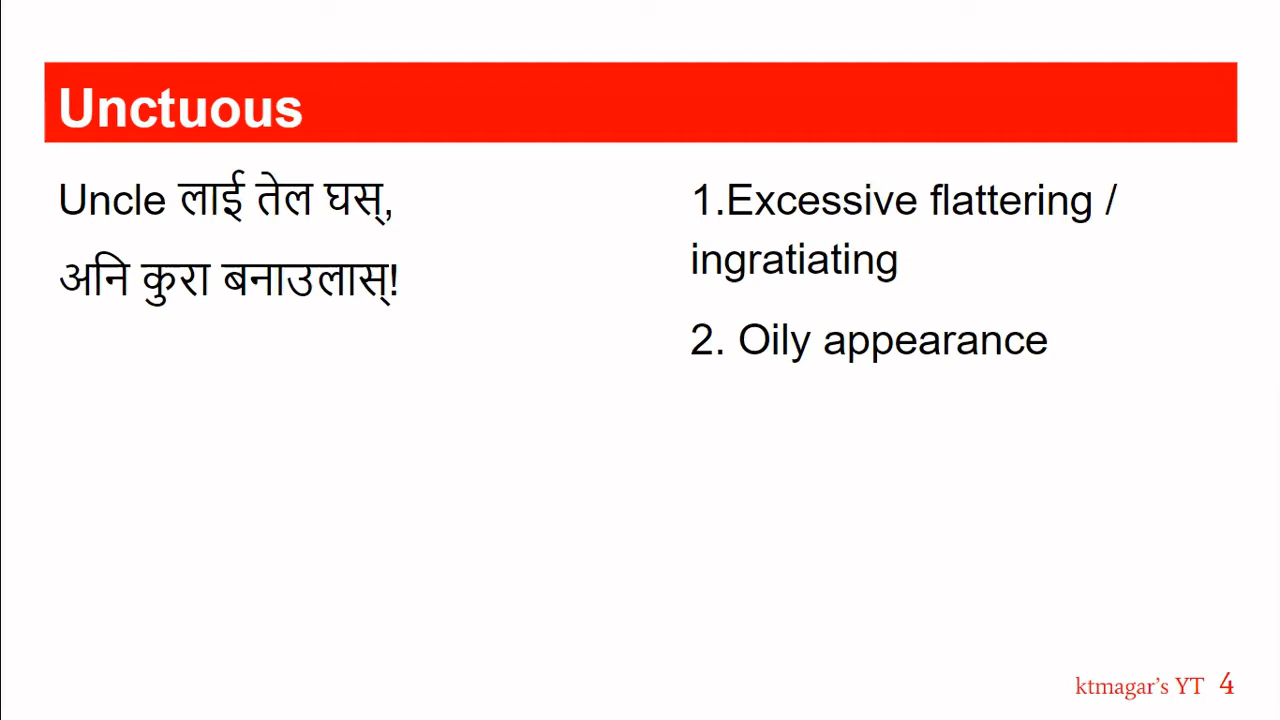 Unctuous
Uncle लाई तेल घस्,
अनि कुरा बनाउलास्!
1.Excessive flattering /
ingratiating
2. Oily appearance
ktmagar's YT 4